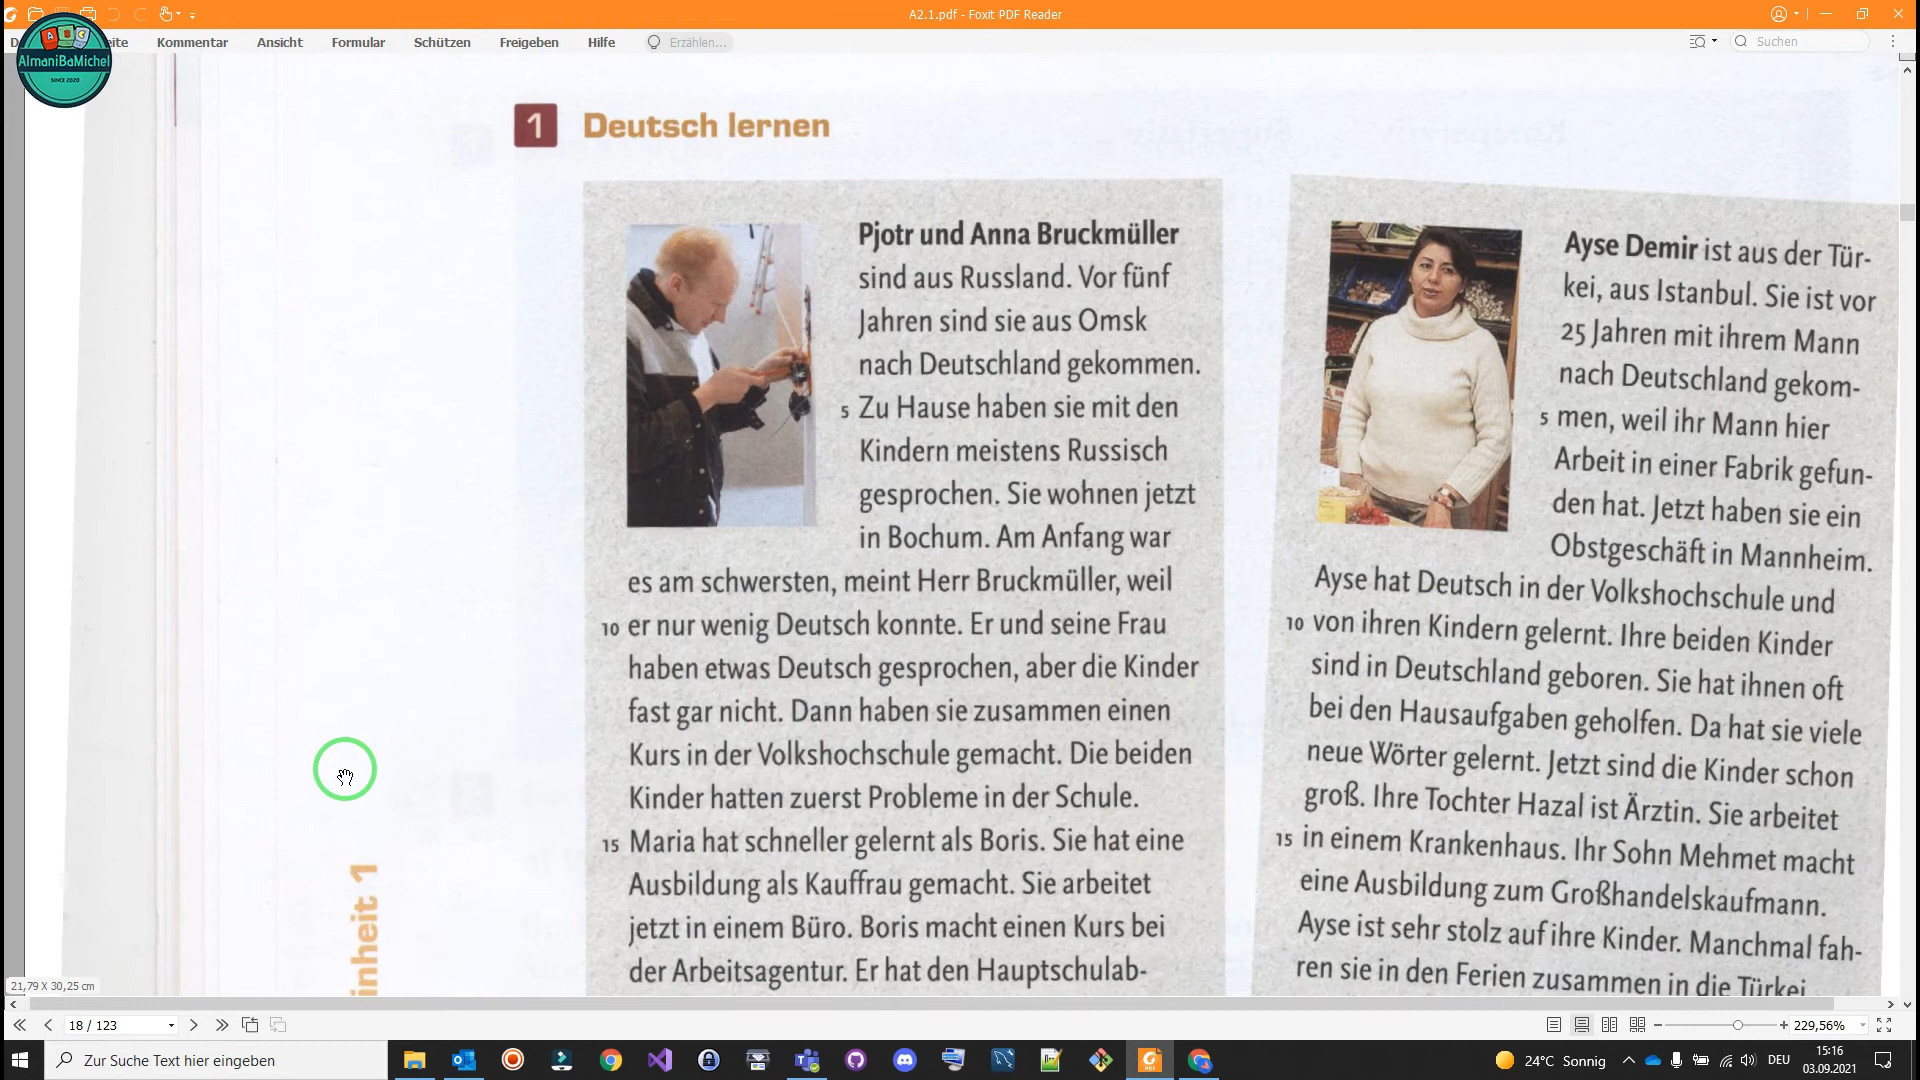 A2.1.pdf - Foxit PDF Reader
Kommentar
Ansicht
Formular
Schützen
Freigeben
Hilfe
Erzählen...
Suchen
ABC
AlmaniBaMichel
SINCE 2020
1 Deutsch lernen
Pjotr und Anna Bruckmüller
sind aus Russland. Vor fünf
Jahren sind sie aus Omsk
nach Deutschland gekommen.
5 Zu Hause haben sie mit den
Kindern meistens Russisch
gesprochen. Sie wohnen jetzt
in Bochum. Am Anfang war
es am schwersten, meint Herr Bruckmüller, weil
10 er nur wenig Deutsch konnte. Er und seine Frau
haben etwas Deutsch gesprochen, aber die Kinder
fast gar nicht. Dann haben sie zusammen einen
Kurs in der Volkshochschule gemacht. Die beiden
Kinder hatten zuerst Probleme in der Schule.
15 Maria hat schneller gelernt als Boris. Sie hat eine
Ausbildung als Kauffrau gemacht. Sie arbeitet
jetzt in einem Büro. Boris macht einen Kurs bei
der Arbeitsagentur. Er hat den Hauptschulab-
Ayse Demir ist aus der Tür-
kei, aus Istanbul. Sie ist vor
25 Jahren mit ihrem Mann
nach Deutschland gekom-
5 men, weil ihr Mann hier
Arbeit in einer Fabrik gefun-
den hat. Jetzt haben sie ein
Obstgeschäft in Mannheim.
Ayse hat Deutsch in der Volkshochschule und
10 von ihren Kindern gelernt. Ihre beiden Kinder
sind in Deutschland geboren. Sie hat ihnen oft
bei den Hausaufgaben geholfen. Da hat sie viele
neue Wörter gelernt. Jetzt sind die Kinder schon
groß. Ihre Tochter Hazal ist Ärztin. Sie arbeitet
15 in einem Krankenhaus. Ihr Sohn Mehmet macht
eine Ausbildung zum Großhandelskaufmann.
Ayse ist sehr stolz auf ihre Kinder. Manchmal fah-
ren sie in den Ferien zusammen in die Türkei
inheit 1
21,79 X 30,25 cm
18 / 123
229,56%
Zur Suche Text hier eingeben
24°C Sonnig
DEU
15:16
03.09.2021